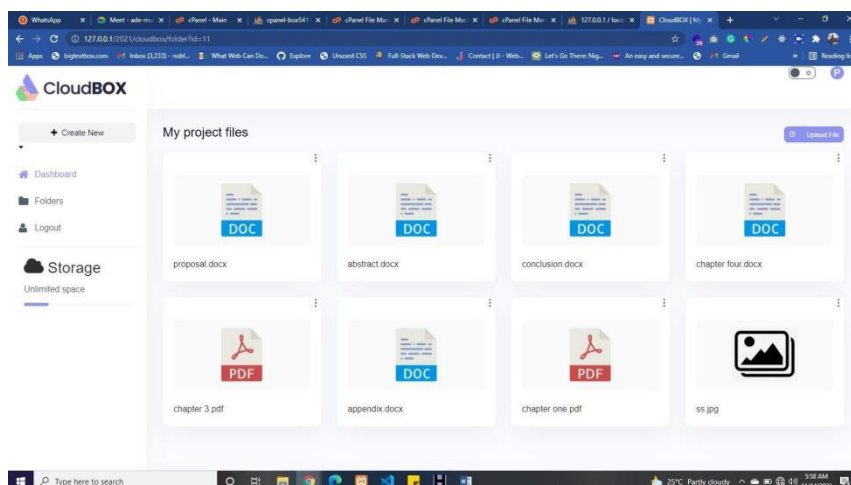 WhatsApp
Meet - ade-m
cPanel - Main
cpanel-box541
cPanel File Man
cPanel File Man
cPanel File Man
127.0.0.1 / local
CloudBOX | My
127.0.0.1/2021/cloudbox/folder?id=11
Apps
bigtextbox.com
Inbox (3,233) - nobl...
What Web Can Do...
Explore
Unused CSS
Full-Stack Web Dev...
Contact | JI - Web...
Let's Go There: Nig...
An easy and secure...
Gmail
Reading lis
CloudBOX
P
Create New
My project files
Upload File
Dashboard
Folders
Logout
Storage
Unlimited space
DOC
DOC
DOC
DOC
proposal.docx
abstract.docx
conclusion.docx
chapter four.docx
PDF
DOC
PDF
chapter 3.pdf
appendix.docx
chapter one.pdf
ss.jpg
Type here to search
25°C Partly cloudy
5:58 AM